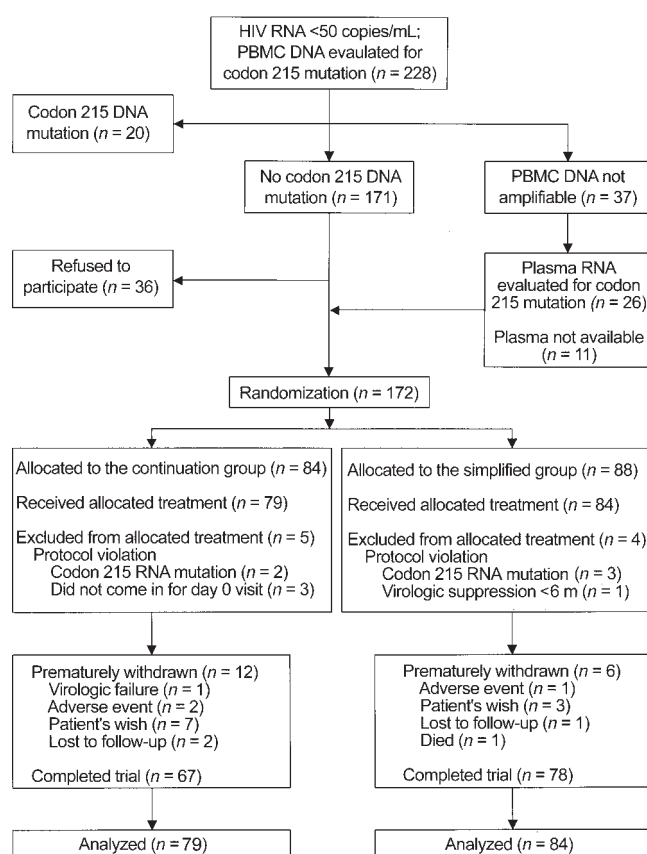 HIV RNA <50 copies/mL;
PBMC DNA evaulated for
codon 215 mutation (n = 228)
Codon 215 DNA
mutation (n = 20)
No codon 215 DNA
mutation (n = 171)
PBMC DNA not
amplifiable (n = 37)
Refused to
participate (n = 36)
Plasma RNA
evaluated for codon
215 mutation (n = 26)
Plasma not available
(n = 11)
Randomization (n = 172)
Allocated to the continuation group (n = 84)
Received allocated treatment (n = 79)
Excluded from allocated treatment (n = 5)
Protocol violation
Codon 215 RNA mutation (n = 2)
Did not come in for day 0 visit (n = 3)
Allocated to the simplified group (n = 88)
Received allocated treatment (n = 84)
Excluded from allocated treatment (n = 4)
Protocol violation
Codon 215 RNA mutation (n = 3)
Virologic suppression <6 m (n = 1)
Prematurely withdrawn (n = 12)
Virologic failure (n = 1)
Adverse event (n = 2)
Patient's wish (n = 7)
Lost to follow-up (n = 2)
Completed trial (n = 67)
Prematurely withdrawn (n = 6)
Adverse event (n = 1)
Patient's wish (n = 3)
Lost to follow-up (n = 1)
Died (n = 1)
Completed trial (n = 78)
Analyzed (n = 79)
Analyzed (n = 84)